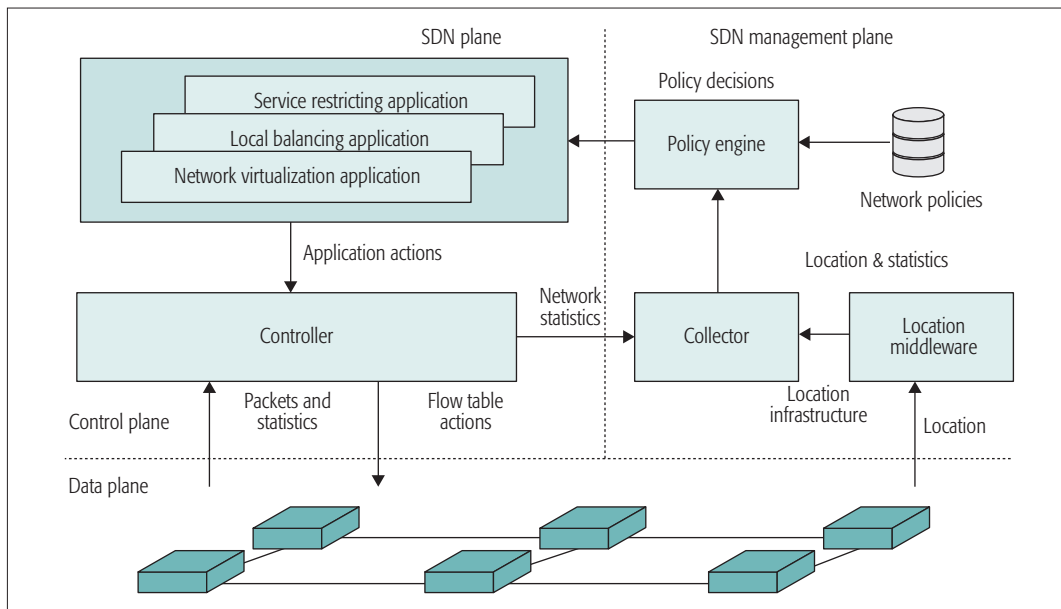 SDN plane
SDN management plane
Service restricting application
Local balancing application
Network virtualization application
Policy decisions
Policy engine
Network policies
Application actions
Location & statistics
Controller
Network
statistics
Collector
Location
middleware
Control plane
Packets and
statistics
Flow table
actions
Location
infrastructure
Location
Data plane